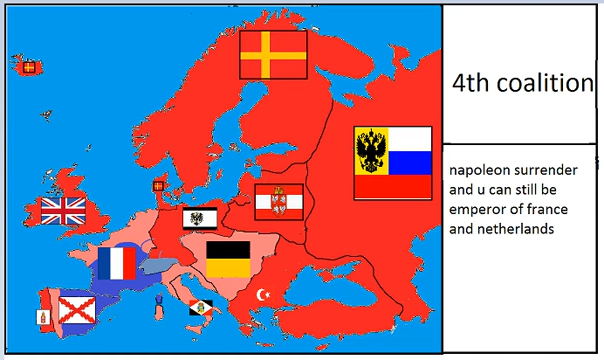 4th coalition
napoleon surrender
and u can still be
emperor of france
and netherlands